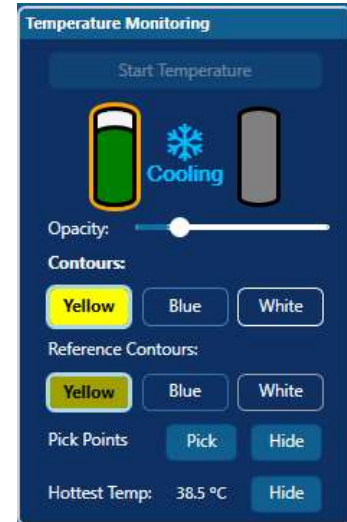 Temperature Monitoring
Start Temperature
Cooling
Opacity:
Contours:
Yellow Blue White
Reference Contours:
Yellow Blue White
Pick Points Pick Hide
Hottest Temp: 38.5 ºC Hide